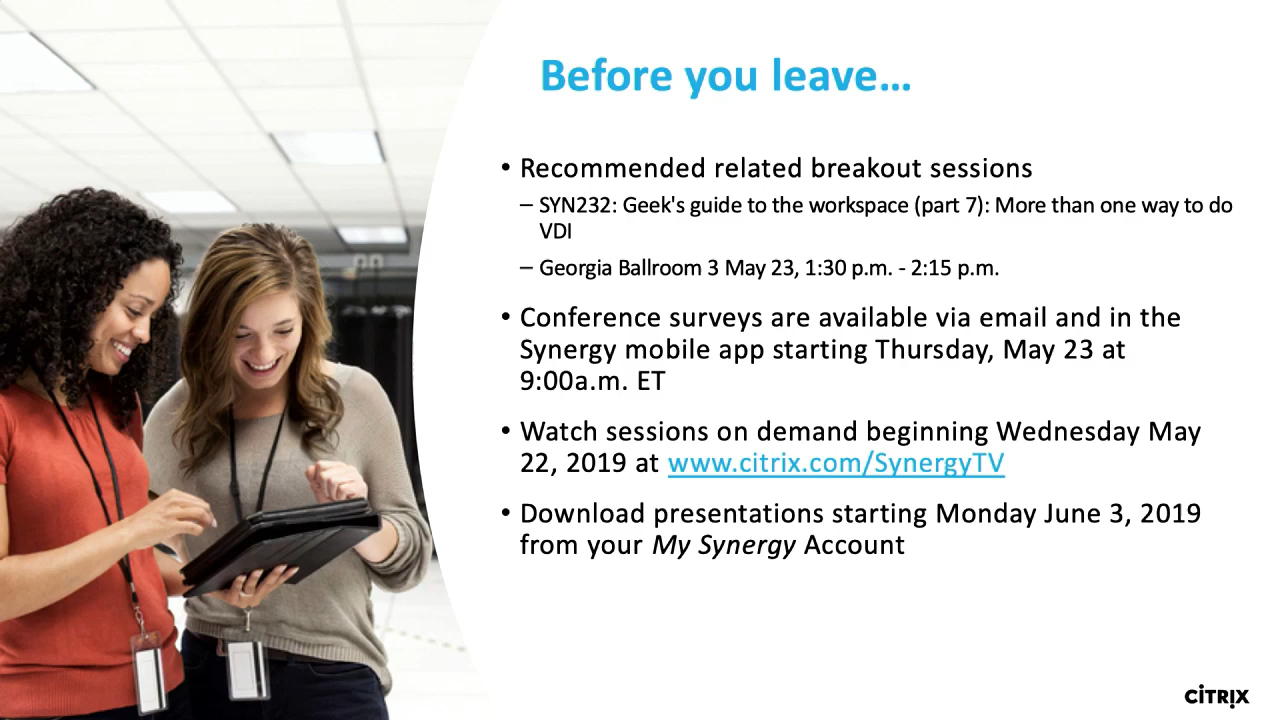 Before you leave…
• Recommended related breakout sessions
– SYN232: Geek's guide to the workspace (part 7): More than one way to do
VDI
– Georgia Ballroom 3 May 23, 1:30 p.m. - 2:15 p.m.
• Conference surveys are available via email and in the
Synergy mobile app starting Thursday, May 23 at
9:00a.m. ET
• Watch sessions on demand beginning Wednesday May
22, 2019 at www.citrix.com/SynergyTV
• Download presentations starting Monday June 3, 2019
from your My Synergy Account
CITRIX